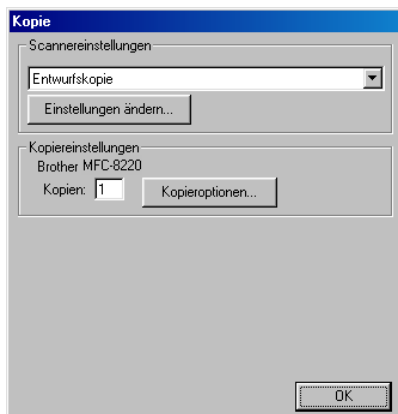 Kopie
Scannereinstellungen
Entwurfskopie
Einstellungen ändern...
Kopiereinstellungen
Brother MFC-8220
Kopien: 1 Kopieroptionen...
OK